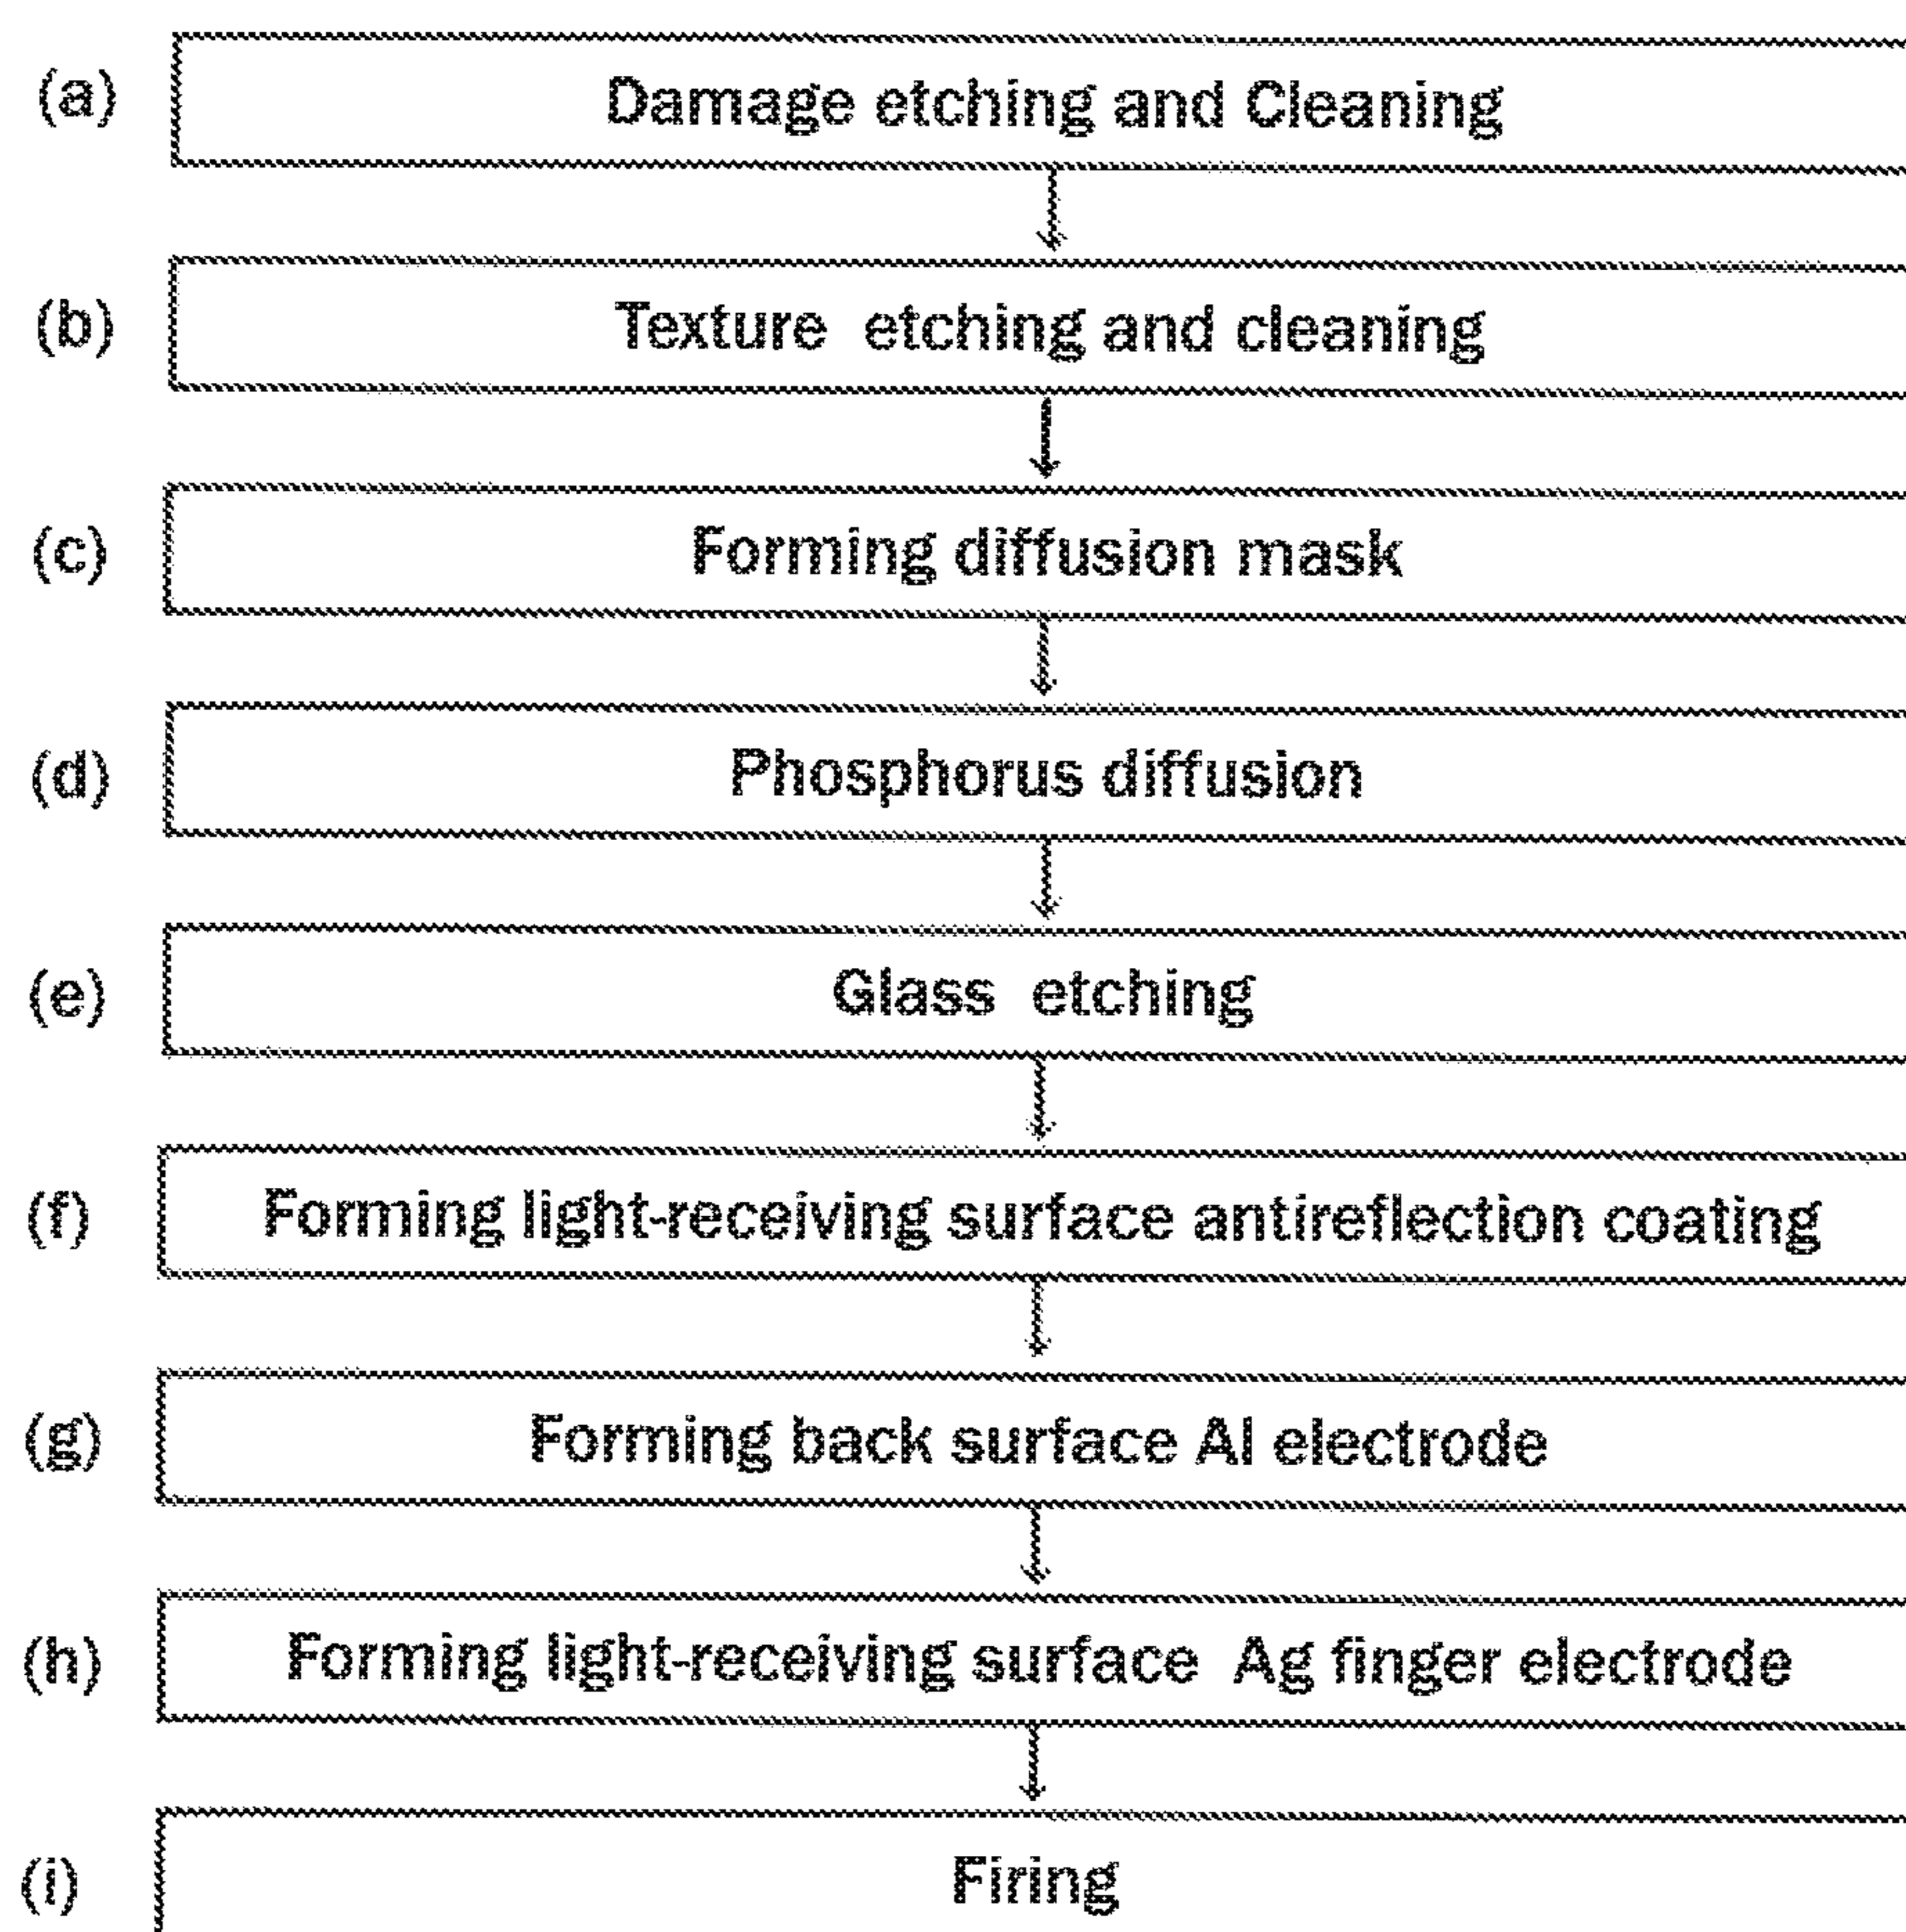 (a) Damage etching and Cleaning
(b) Texture etching and cleaning
(c) Forming diffusion mask
(d) Phosphorus diffusion
(e) Glass etching
(f) Forming light-receiving surface antireflection coating
(g) Forming back surface Al electrode
(h) Forming light-receiving surface Ag finger electrode
(i) Firing